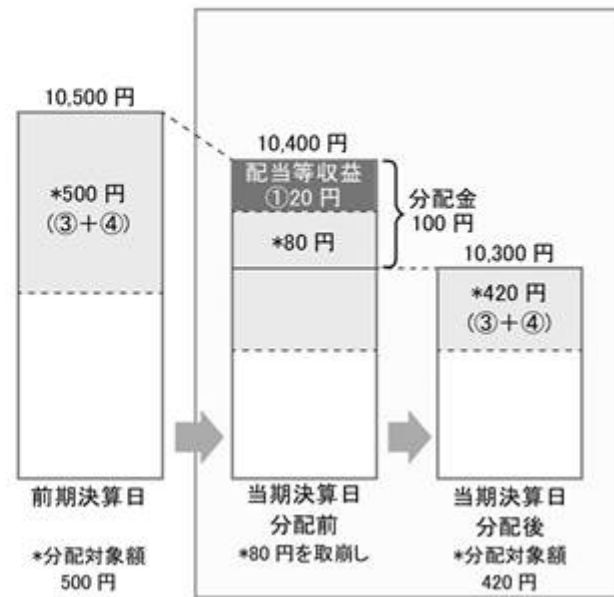 10,500 円
*500 円
(③+④)
前期決算日
*分配対象額
500 円
10,400 円
配当等収益
①20 円
*80 円
分配金
100 円
当期決算日
分配前
*80 円を取崩し
10,300 円
*420 円
(③+④)
当期決算日
分配後
*分配対象額
420 円